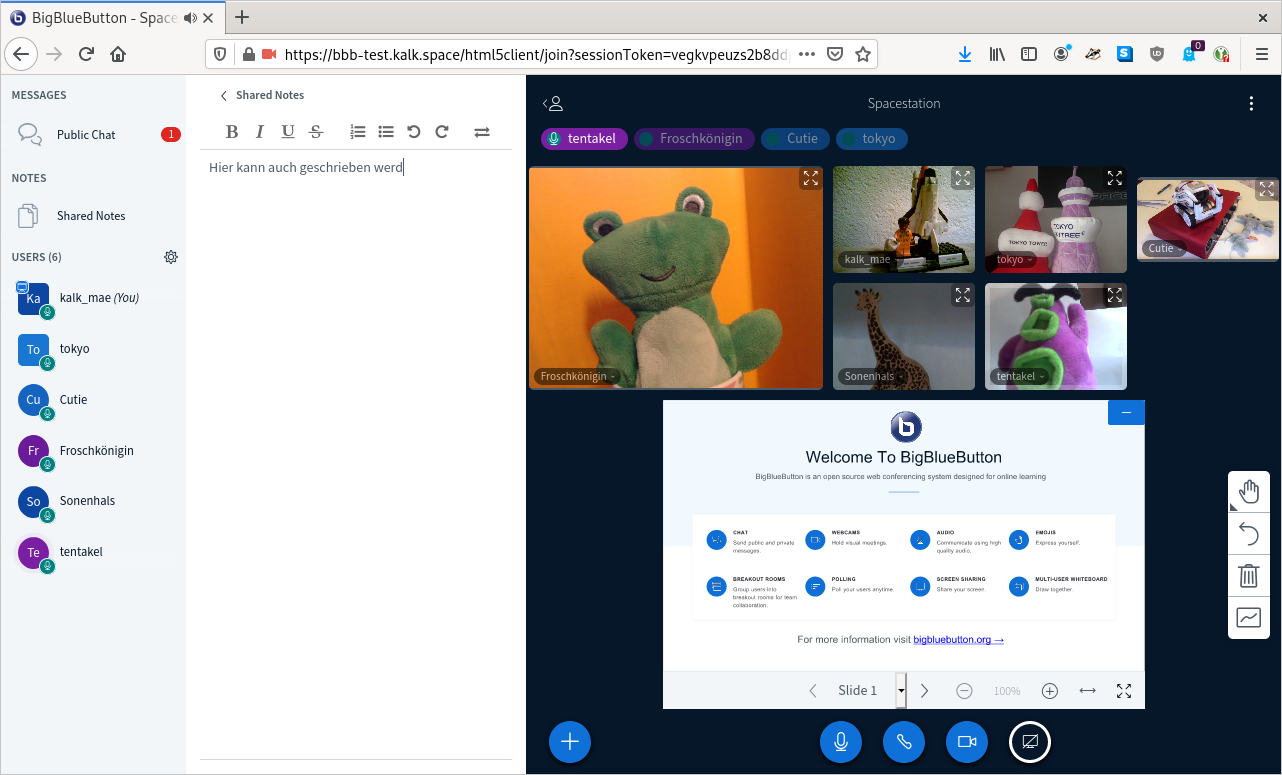 BigBlueButton - Space
https://bbb-test.kalk.space/html5client/join?sessionToken=vegkvpeuzs2b8dd
0
MESSAGES
Public Chat
1
NOTES
Shared Notes
USERS (6)
Ka
kalk_mae (You)
To
tokyo
Cu
Cutie
Fr
Froschkönigin
So
Sonenhals
Te
tentakel
Shared Notes
B I U S
Hier kann auch geschrieben werd
Spacestation
tentakel
Froschkönigin
Cutie
tokyo
Froschkönigin
kalk_mae
TOKYO TOWER
TOKYO
tokyo
Cutie
Sonenhals
tentakel
b
Welcome To BigBlueButton
BigBlueButton is an open source web conferencing system designed for online learning
CHAT
Send public and private
messages.
WEBCAMS
Hold visual meetings.
AUDIO
Communicate using high
quality audio.
EMOJIS
Express yourself.
BREAKOUT ROOMS
Group users into
breakout rooms for team
collaboration.
POLLING
Poll your users anytime.
SCREEN SHARING
Share your screen.
MULTI-USER WHITEBOARD
Draw together.
For more information visit bigbluebutton.org →
Slide 1
100%